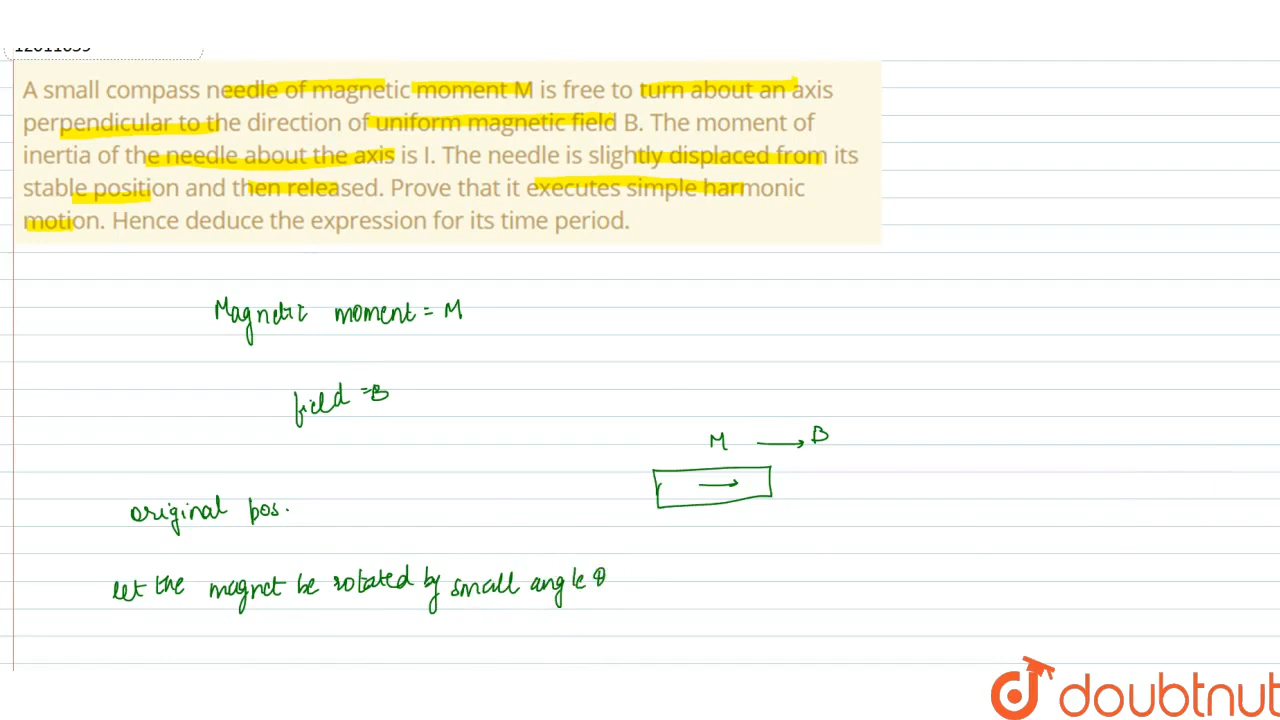 A small compass needle of magnetic moment M is free to turn about an axis
perpendicular to the direction of uniform magnetic field B. The moment of
inertia of the needle about the axis is I. The needle is slightly displaced from its
stable position and then released. Prove that it executes simple harmonic
motion. Hence deduce the expression for its time period.
Magnetic moment = M
field = B
M → B
original pos.
let the magnet be rotated by small angle θ
doubtnut